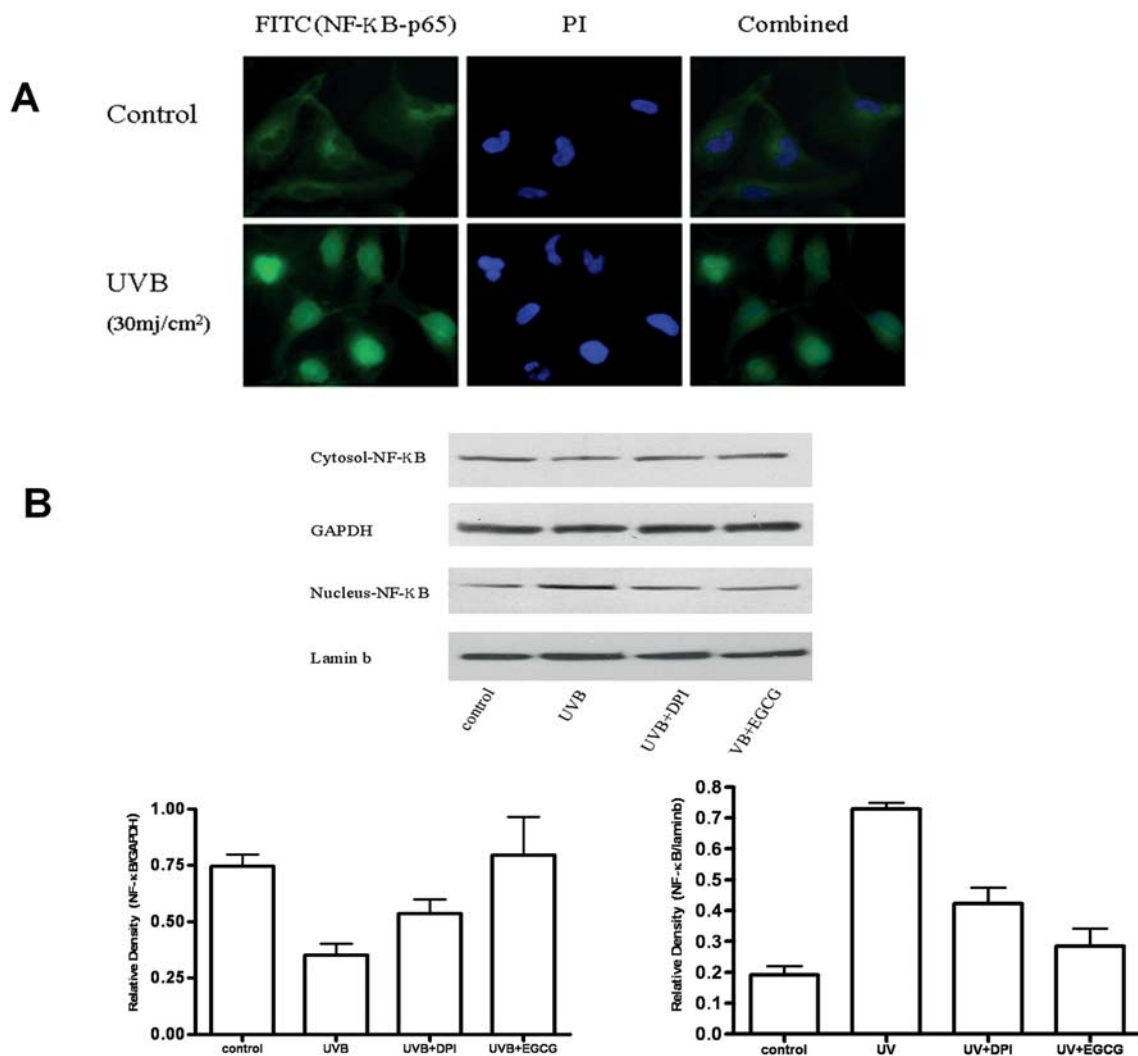 FITC(NF-κB-p65) PI Combined
A
Control
UVB
(30mj/cm²)
B
Cytosol-NF-κB
GAPDH
Nucleus-NF-κB
Lamin b
control UVB UVB+DPI VB+EGCG
Relative Density (NF-κB/GAPDH)
1.00
0.75
0.50
0.25
0.00
control UVB UVB+DPI UVB+EGCG
Relative Density (NF-κB/laminb)
0.8
0.7
0.6
0.5
0.4
0.3
0.2
0.1
0.0
control UV UV+DPI UV+EGCG